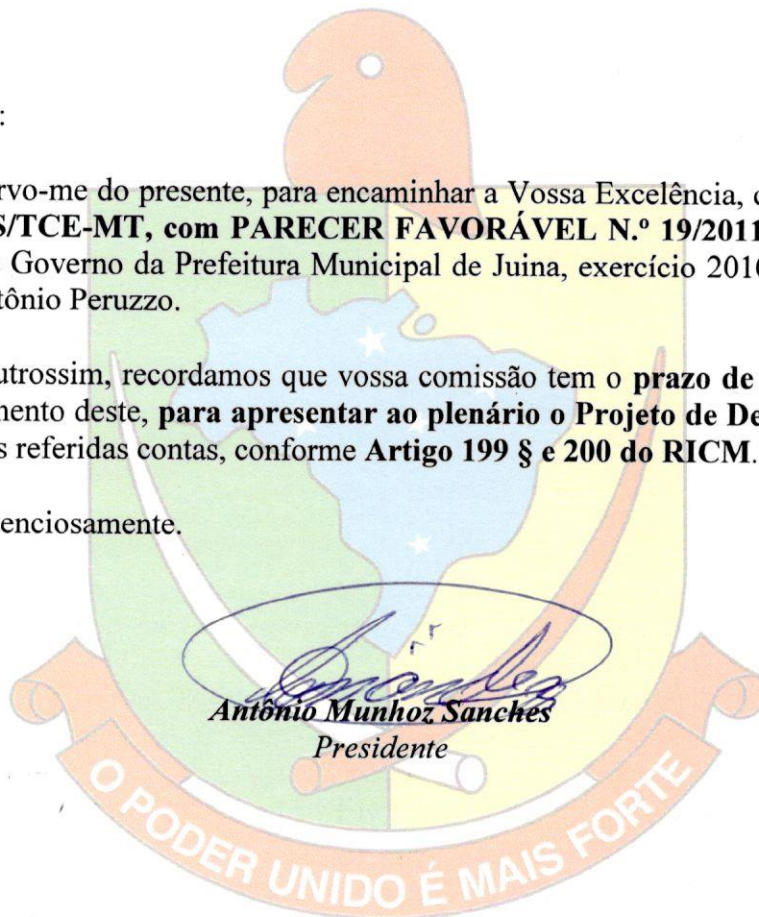 :
rvo-me do presente, para encaminhar a Vossa Excelência, c
S/TCE-MT, com PARECER FAVORÁVEL N.º 19/2011
Governo da Prefeitura Municipal de Juina, exercício 2010
tônio Peruzzo.
utrossim, recordamos que vossa comissão tem o prazo de
mento deste, para apresentar ao plenário o Projeto de De
s referidas contas, conforme Artigo 199 § e 200 do RICM.
enciosamente.
Antônio Munhoz Sanches
Presidente
O PODER UNIDO É MAIS FORTE